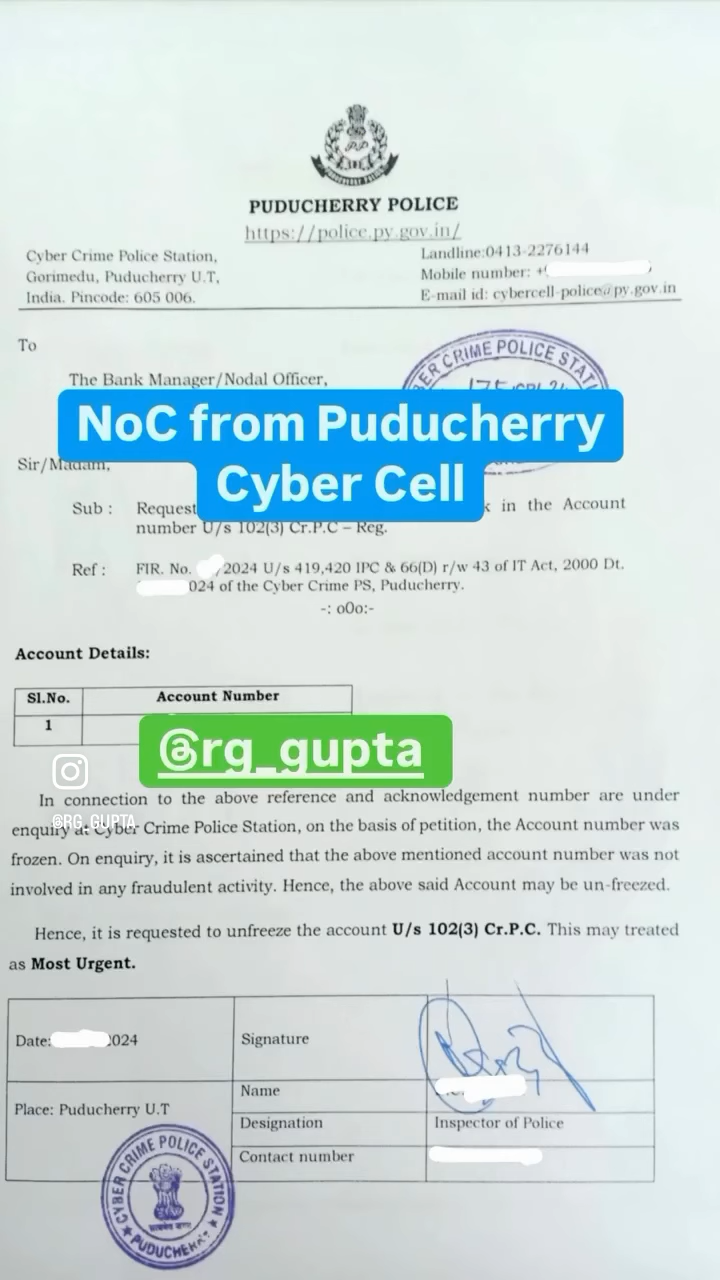 PUDUCHERRY POLICE
https://police.py.gov.in/
Cyber Crime Police Station,
Gorimedu, Puducherry U.T,
India. Pincode: 605 006.
Landline:0413-2276144
Mobile number: +
E-mail id: cybercell-police@py.gov.in
To
The Bank Manager/Nodal Officer,
CRIME POLICE
NoC from Puducherry
Cyber Cell
Sir/Madam,
Sub : Request in the Account
number U/s 102(3) Cr.P.C – Reg.
Ref : FIR. No. /2024 U/s 419,420 IPC & 66(D) r/w 43 of IT Act, 2000 Dt.
024 of the Cyber Crime PS, Puducherry.
-: o0o:-
Account Details:
Sl.No. Account Number
1
@rg_gupta
@RG_GUPTA
In connection to the above reference and acknowledgement number are under
enquiry at Cyber Crime Police Station, on the basis of petition, the Account number was
frozen. On enquiry, it is ascertained that the above mentioned account number was not
involved in any fraudulent activity. Hence, the above said Account may be un-freezed.
Hence, it is requested to unfreeze the account U/s 102(3) Cr.P.C. This may treated
as Most Urgent.
Date: 2024
Signature
Name
Place: Puducherry U.T
Designation Inspector of Police
Contact number
CYBER CRIME POLICE STATION
PUDUCHERRY